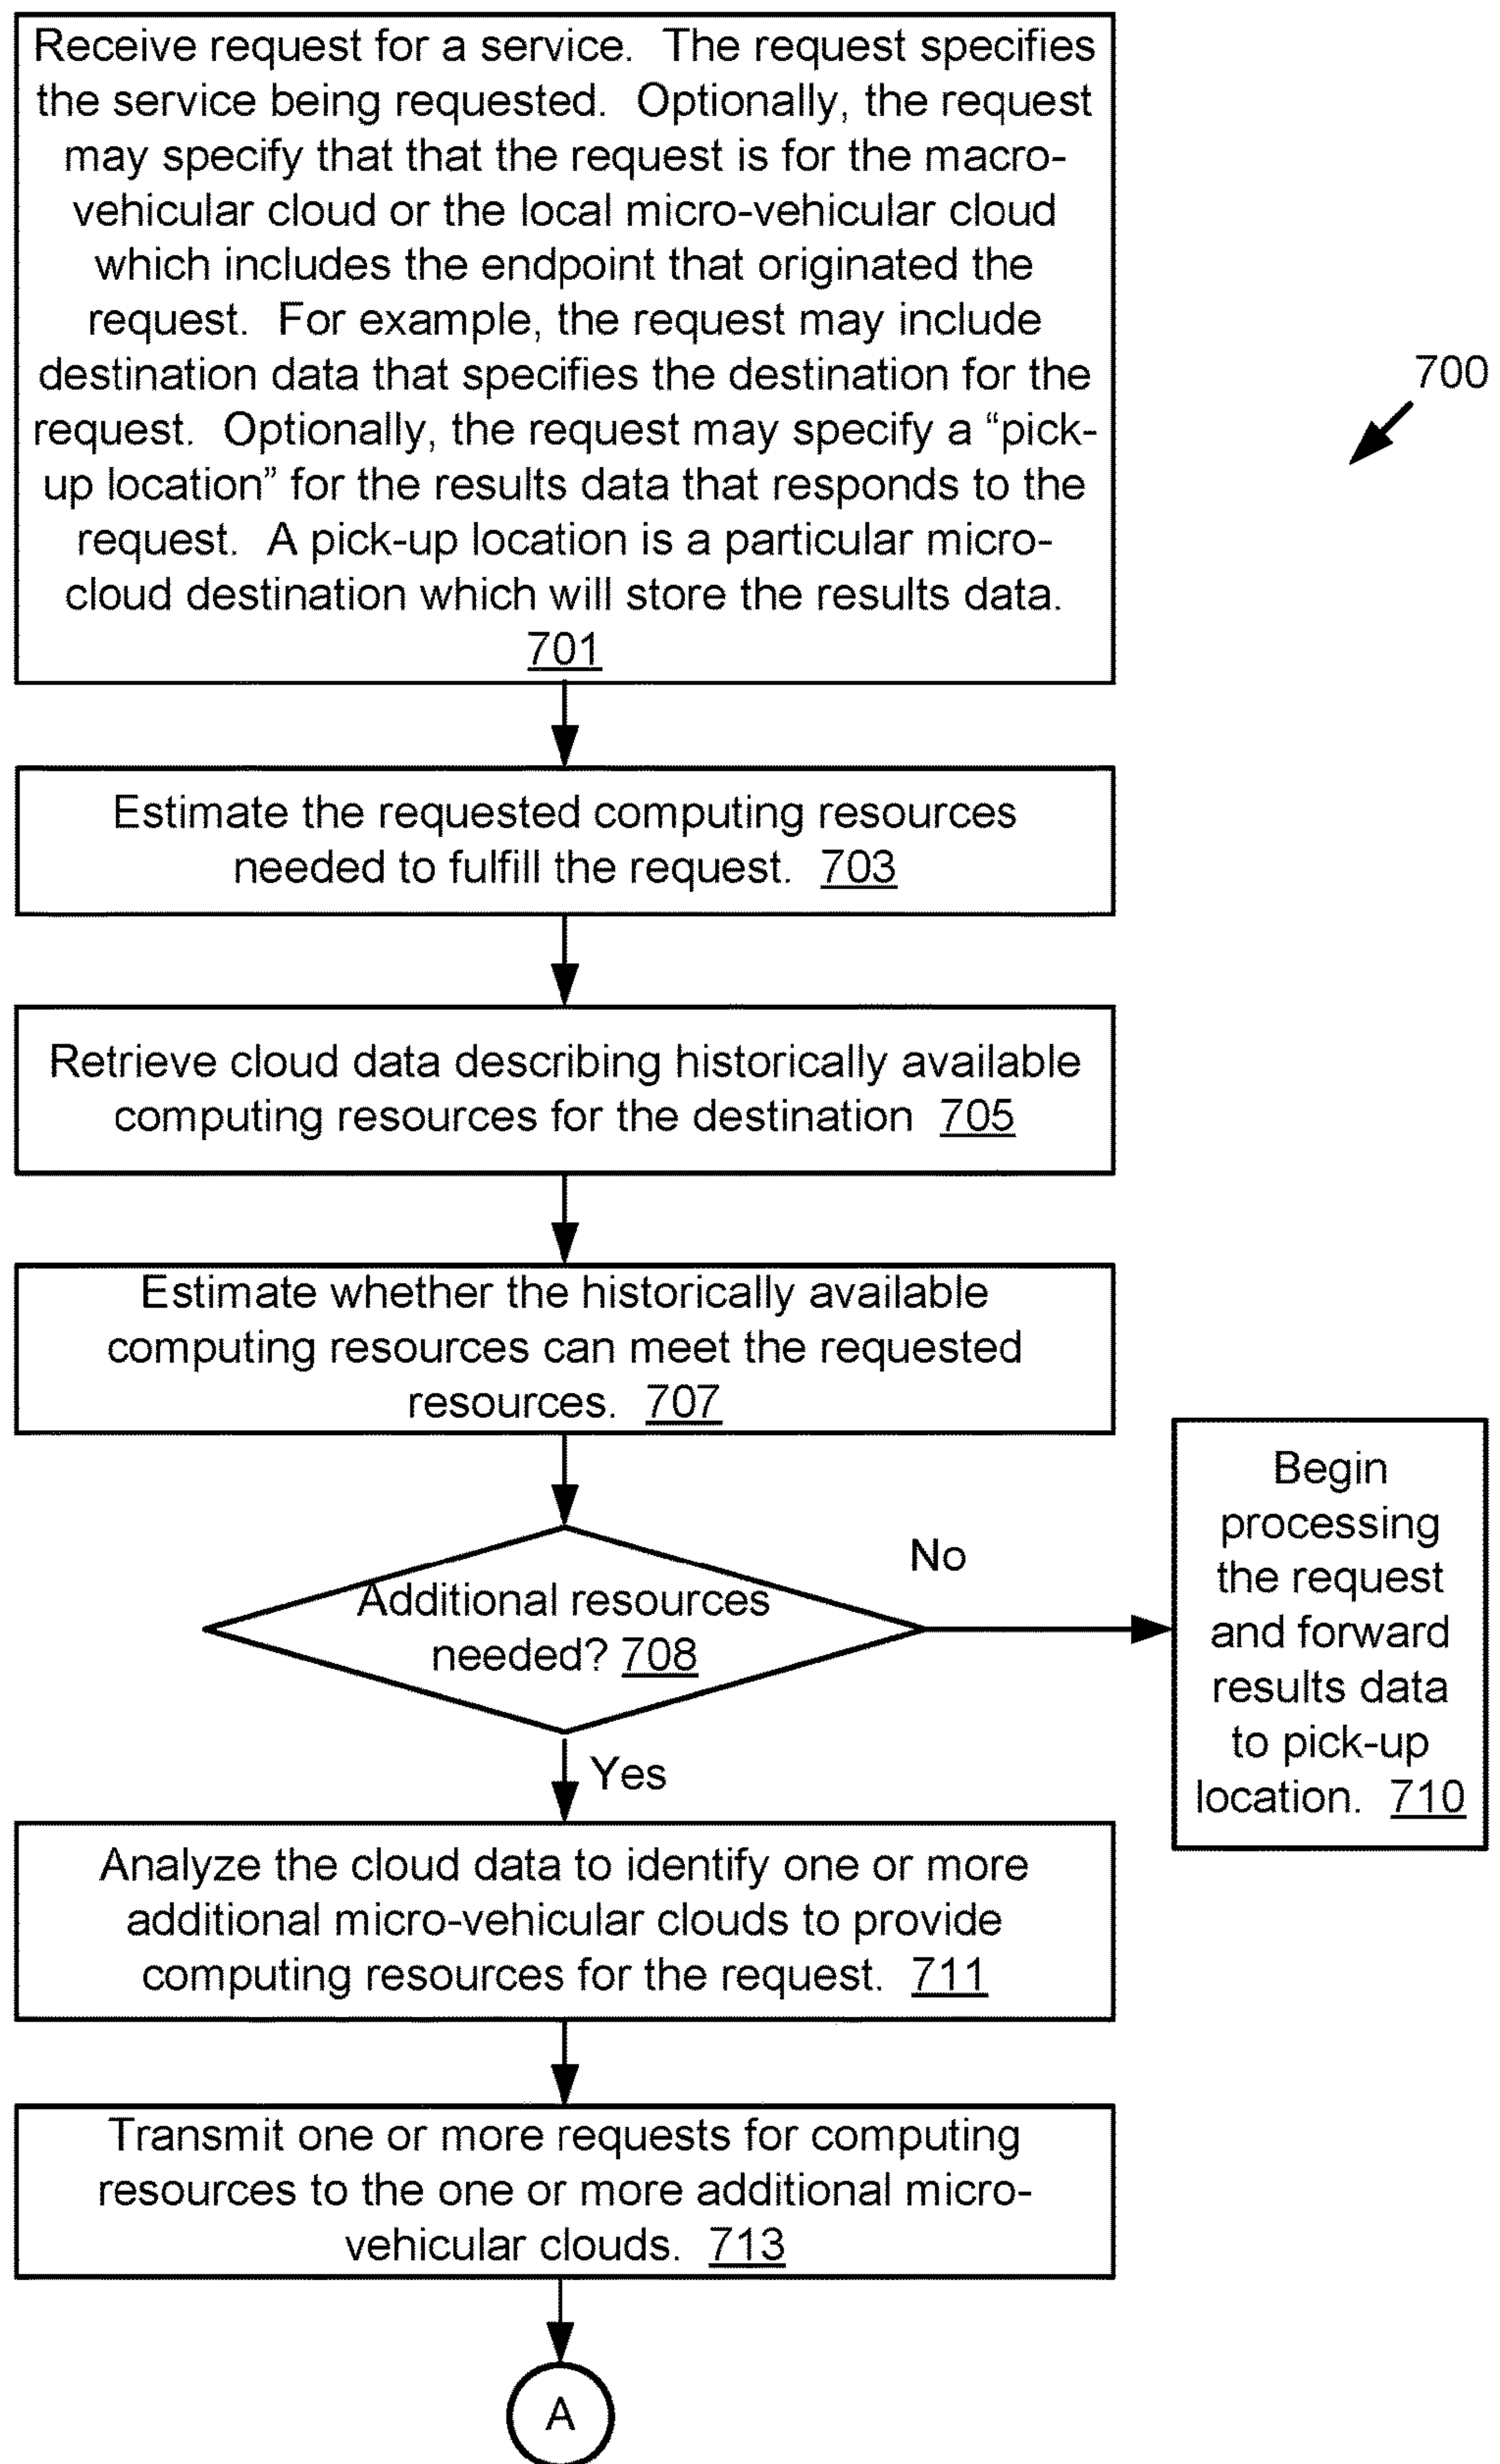 Receive request for a service. The request specifies
the service being requested. Optionally, the request
may specify that that the request is for the macro-
vehicular cloud or the local micro-vehicular cloud
which includes the endpoint that originated the
request. For example, the request may include
destination data that specifies the destination for the
request. Optionally, the request may specify a “pick-
up location” for the results data that responds to the
request. A pick-up location is a particular micro-
cloud destination which will store the results data.
701
700
Estimate the requested computing resources
needed to fulfill the request. 703
Retrieve cloud data describing historically available
computing resources for the destination 705
Estimate whether the historically available
computing resources can meet the requested
resources. 707
Additional resources
needed? 708
No
Begin
processing
the request
and forward
results data
to pick-up
location. 710
Yes
Analyze the cloud data to identify one or more
additional micro-vehicular clouds to provide
computing resources for the request. 711
Transmit one or more requests for computing
resources to the one or more additional micro-
vehicular clouds. 713
A